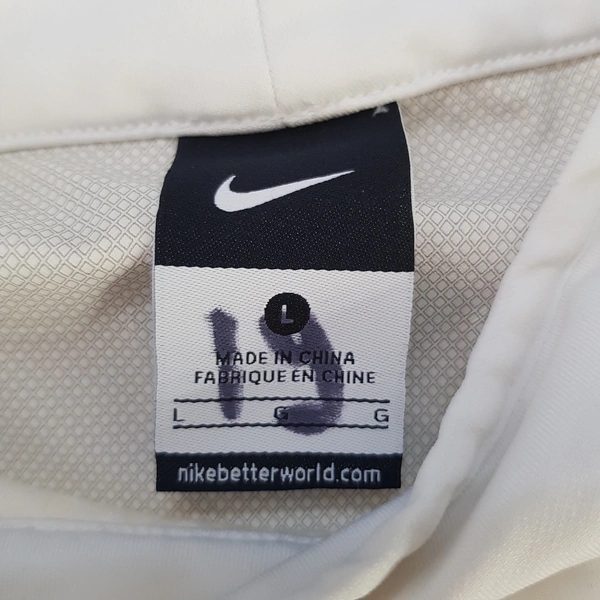 L
19
MADE IN CHINA
FABRIQUE EN CHINE
L G G
nikebetterworld.com